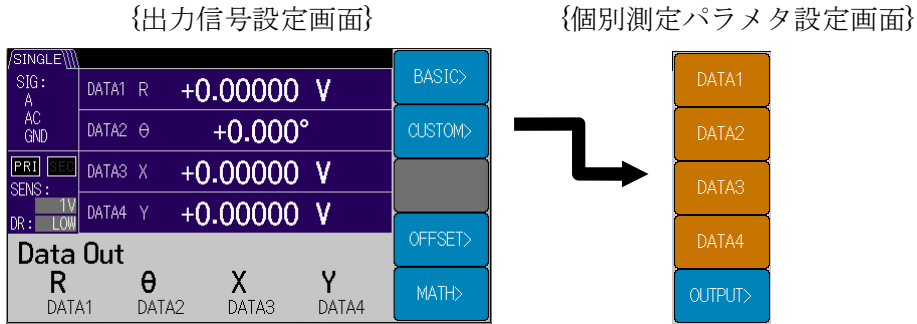 {出力信号設定画面}
{個別測定パラメタ設定画面}
SINGLE
SIG:
A
AC
GND
PRI SEC
SENS:
1V
DR: LOW
DATA1 R +0.00000 V
DATA2 θ +0.000°
DATA3 X +0.00000 V
DATA4 Y +0.00000 V
Data Out
R θ X Y
DATA1 DATA2 DATA3 DATA4
BASIC>
CUSTOM>
OFFSET>
MATH>
DATA1
DATA2
DATA3
DATA4
OUTPUT>